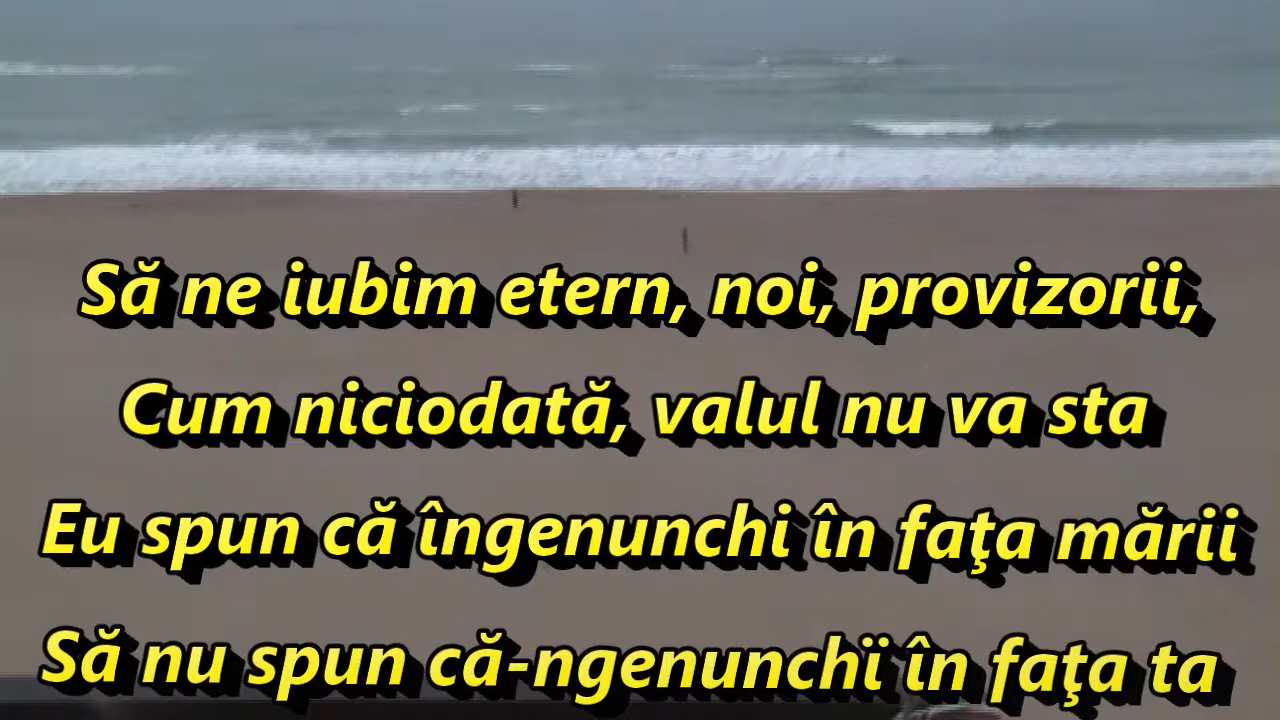 Să ne iubim etern, noi, provizorii,
Cum niciodată, valul nu va sta
Eu spun că îngenunchi în faţa mării
Să nu spun că-ngenunchï în faţa ta